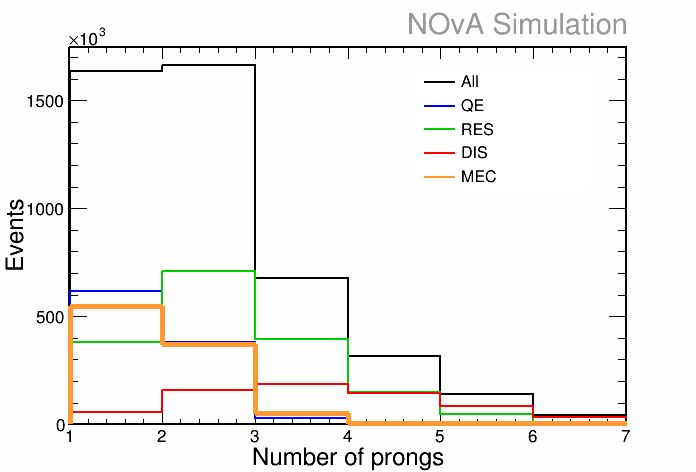 NOvA Simulation
×10³
All
QE
RES
DIS
MEC
1500
1000
500
0
Events
1 2 3 4 5 6 7
Number of prongs